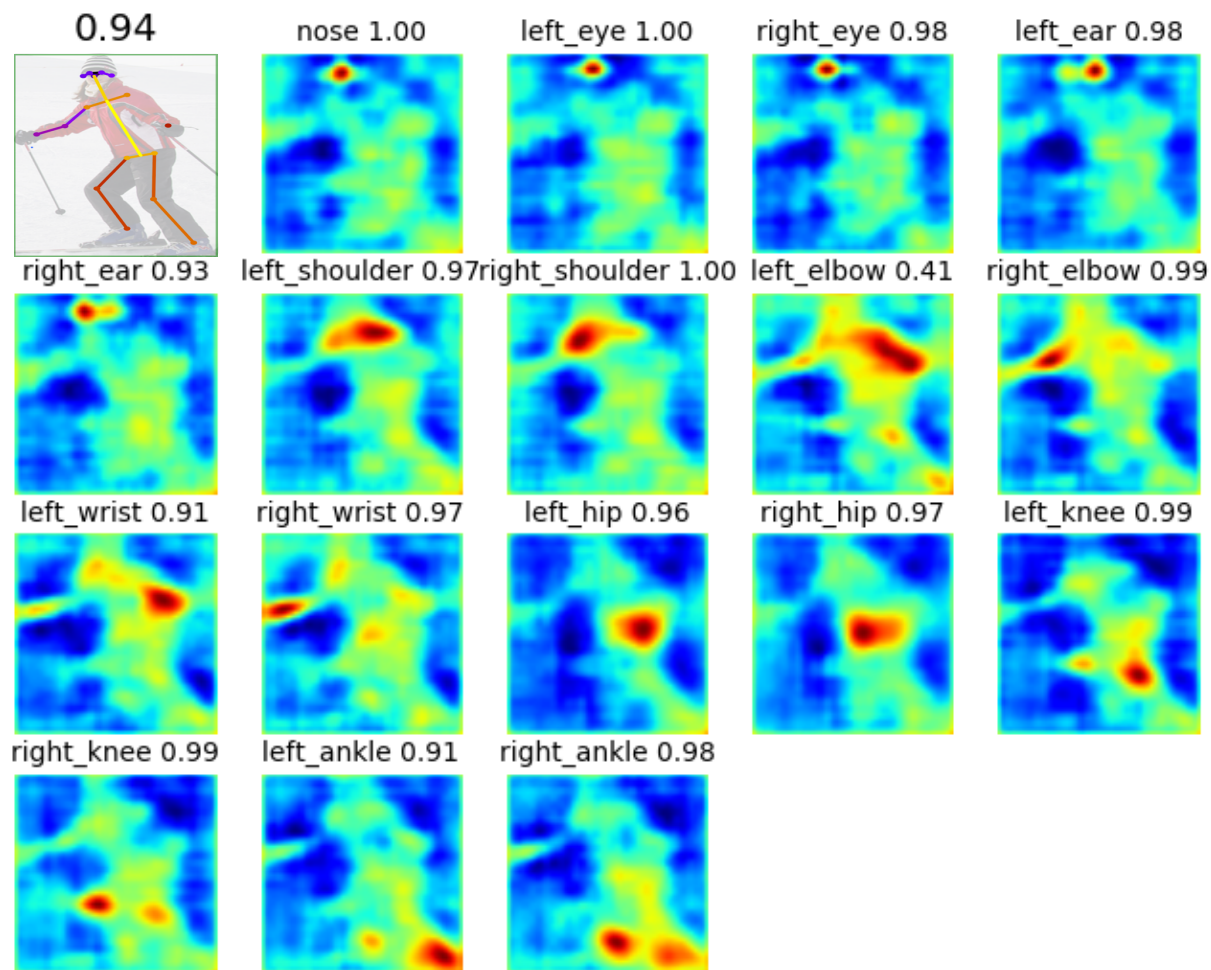 0.94 nose 1.00 left_eye 1.00 right_eye 0.98 left_ear 0.98
right_ear 0.93 left_shoulder 0.97 right_shoulder 1.00 left_elbow 0.41 right_elbow 0.99
left_wrist 0.91 right_wrist 0.97 left_hip 0.96 right_hip 0.97 left_knee 0.99
right_knee 0.99 left_ankle 0.91 right_ankle 0.98